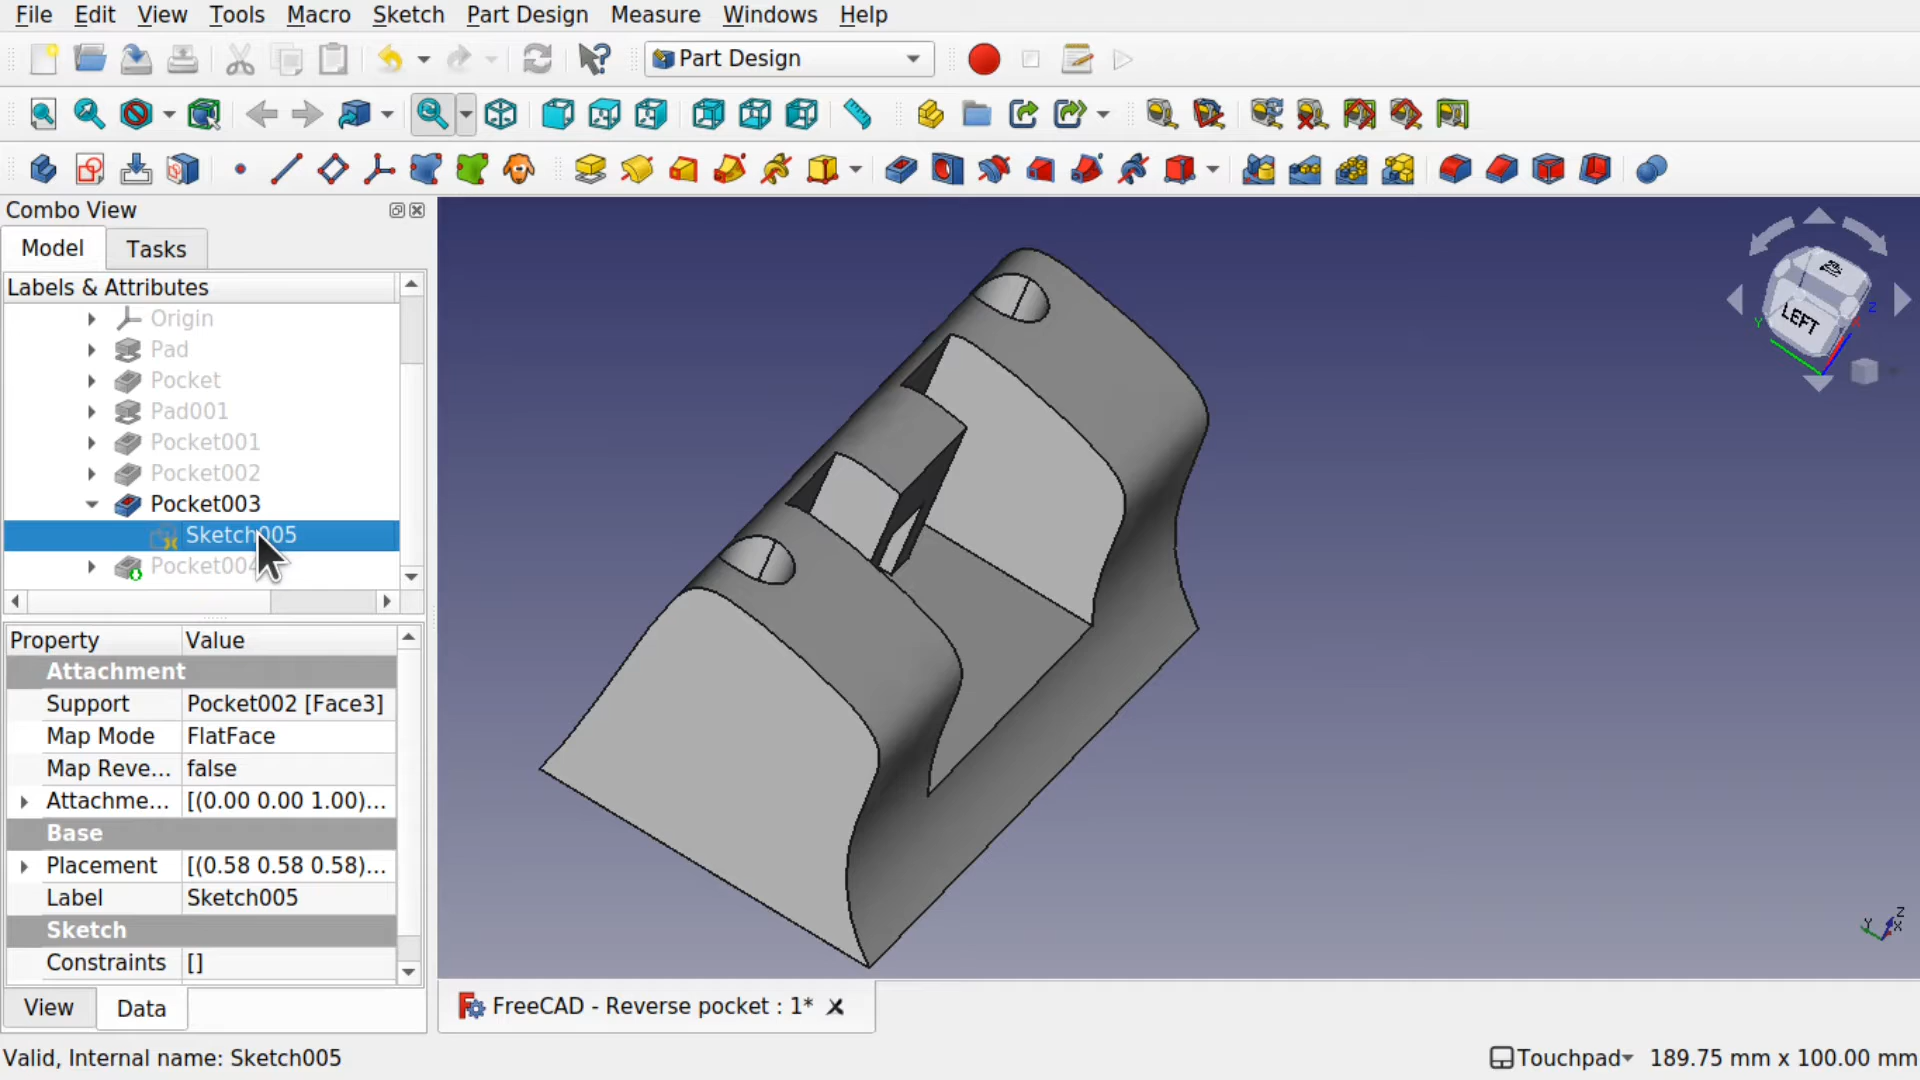 File Edit View Tools Macro Sketch Part Design Measure Windows Help
Part Design
Combo View
Model Tasks
Labels & Attributes
Origin
Pad
Pocket
Pad001
Pocket001
Pocket002
Pocket003
Sketch005
Pocket004
Property Value
Attachment
Support Pocket002 [Face3]
Map Mode FlatFace
Map Reve... false
Attachme... [(0.00 0.00 1.00)...
Base
Placement [(0.58 0.58 0.58)...
Label Sketch005
Sketch
Constraints []
View Data
LEFT
Y Z
Z
Y X
FreeCAD - Reverse pocket : 1*
Valid, Internal name: Sketch005
Touchpad 189.75 mm x 100.00 mm